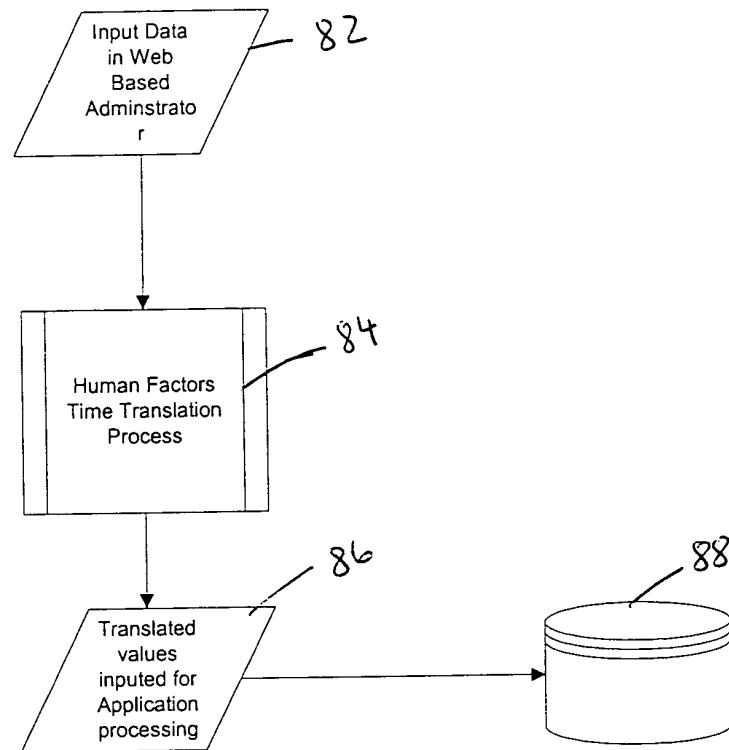 Input Data
in Web
Based
Adminstrato
r
82
Human Factors
Time Translation
Process
84
86
88
Translated
values
inputed for
Application
processing